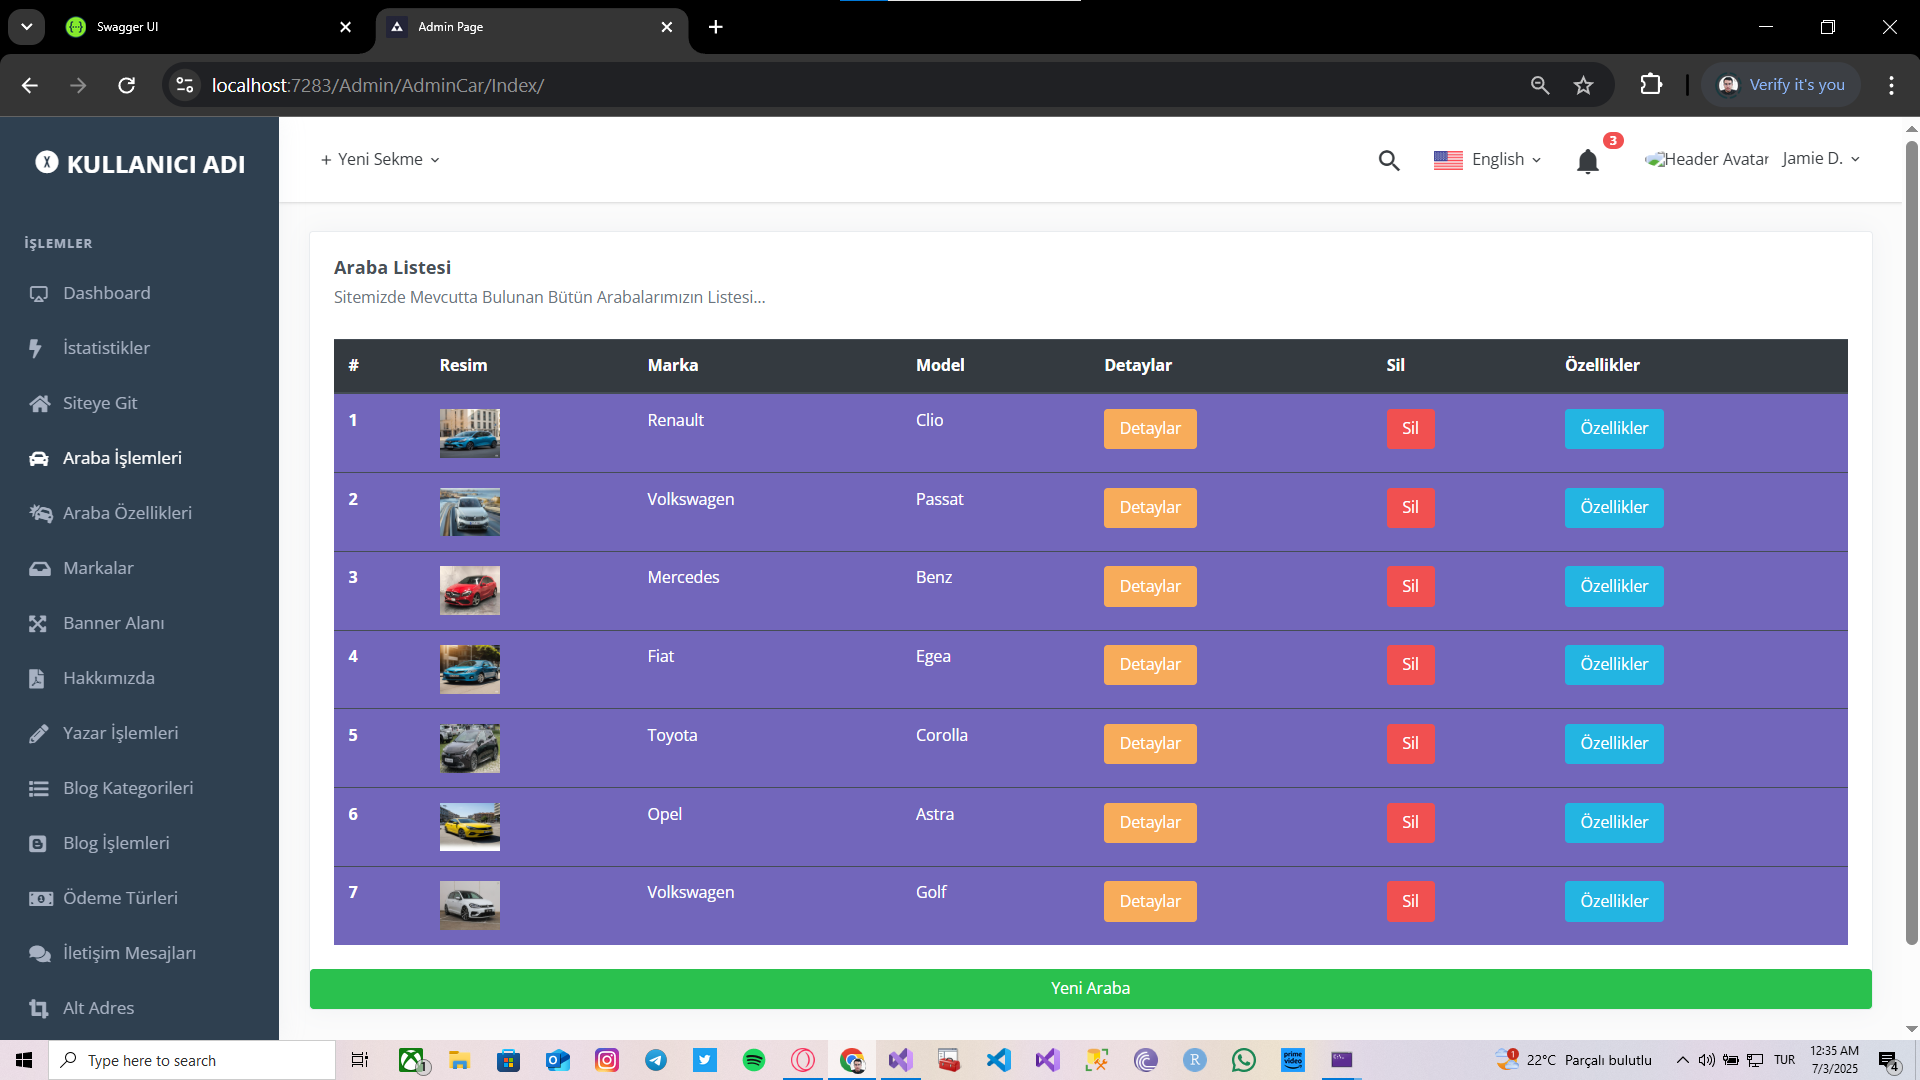 Swagger UI
Admin Page
localhost:7283/Admin/AdminCar/Index/
Verify it's you
KULLANICI ADI
+ Yeni Sekme
English
3
Header Avatar
Jamie D.
İŞLEMLER
Dashboard
İstatistikler
Siteye Git
Araba İşlemleri
Araba Özellikleri
Markalar
Banner Alanı
Hakkımızda
Yazar İşlemleri
Blog Kategorileri
Blog İşlemleri
Ödeme Türleri
İletişim Mesajları
Alt Adres
Araba Listesi
Sitemizde Mevcutta Bulunan Bütün Arabalarımızın Listesi...
# Resim Marka Model Detaylar Sil Özellikler
1 Renault Clio Detaylar Sil Özellikler
2 Volkswagen Passat Detaylar Sil Özellikler
3 Mercedes Benz Detaylar Sil Özellikler
4 Fiat Egea Detaylar Sil Özellikler
5 Toyota Corolla Detaylar Sil Özellikler
6 Opel Astra Detaylar Sil Özellikler
7 Volkswagen Golf Detaylar Sil Özellikler
Yeni Araba
Type here to search
1
prime video
1
22°C Parçalı bulutlu
TUR
12:35 AM
7/3/2025
4